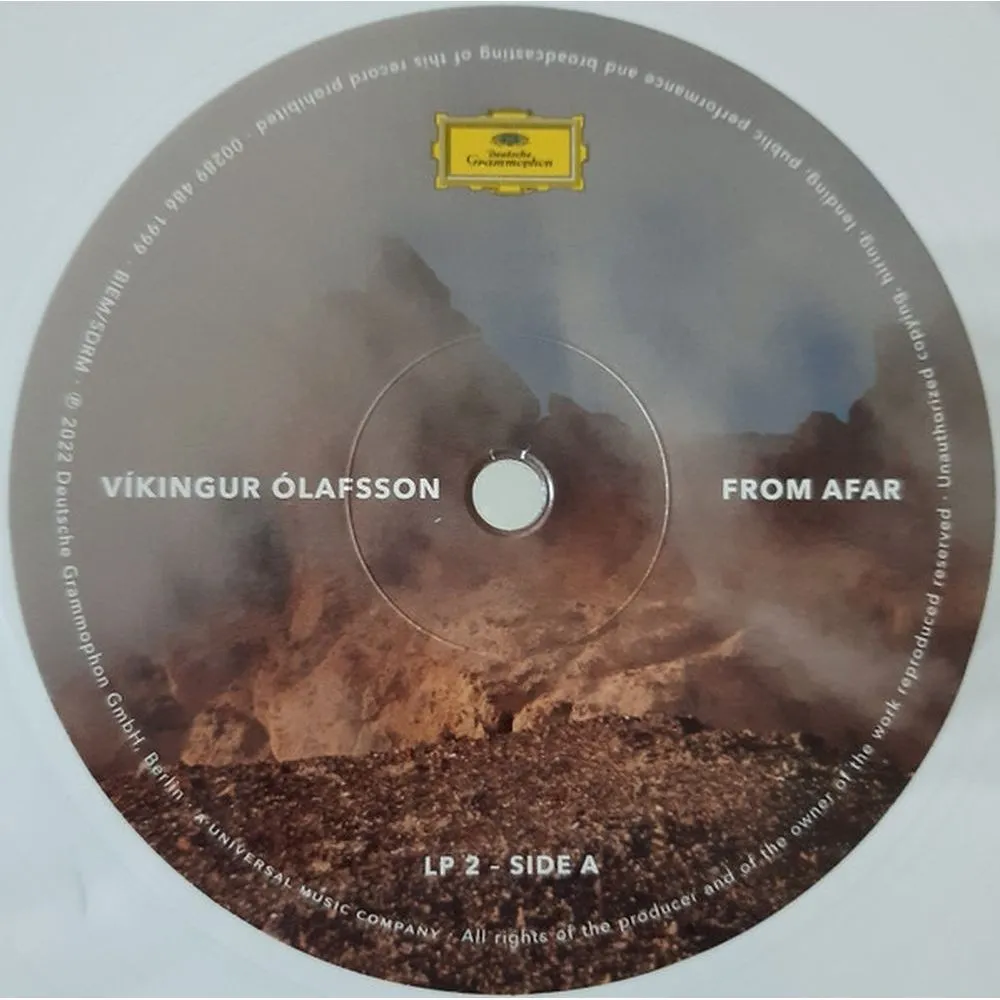 Deutsche
Grammophon
VÍKINGUR ÓLAFSSON
FROM AFAR
LP 2 – SIDE A
00289 486 1999 · BIEM/SDRM · ℗ 2022 Deutsche Grammophon GmbH, Berlin · A UNIVERSAL MUSIC COMPANY · All rights of the producer and of the owner of the work reproduced reserved · Unauthorized copying, hiring, lending, public performance and broadcasting of this record prohibited ·